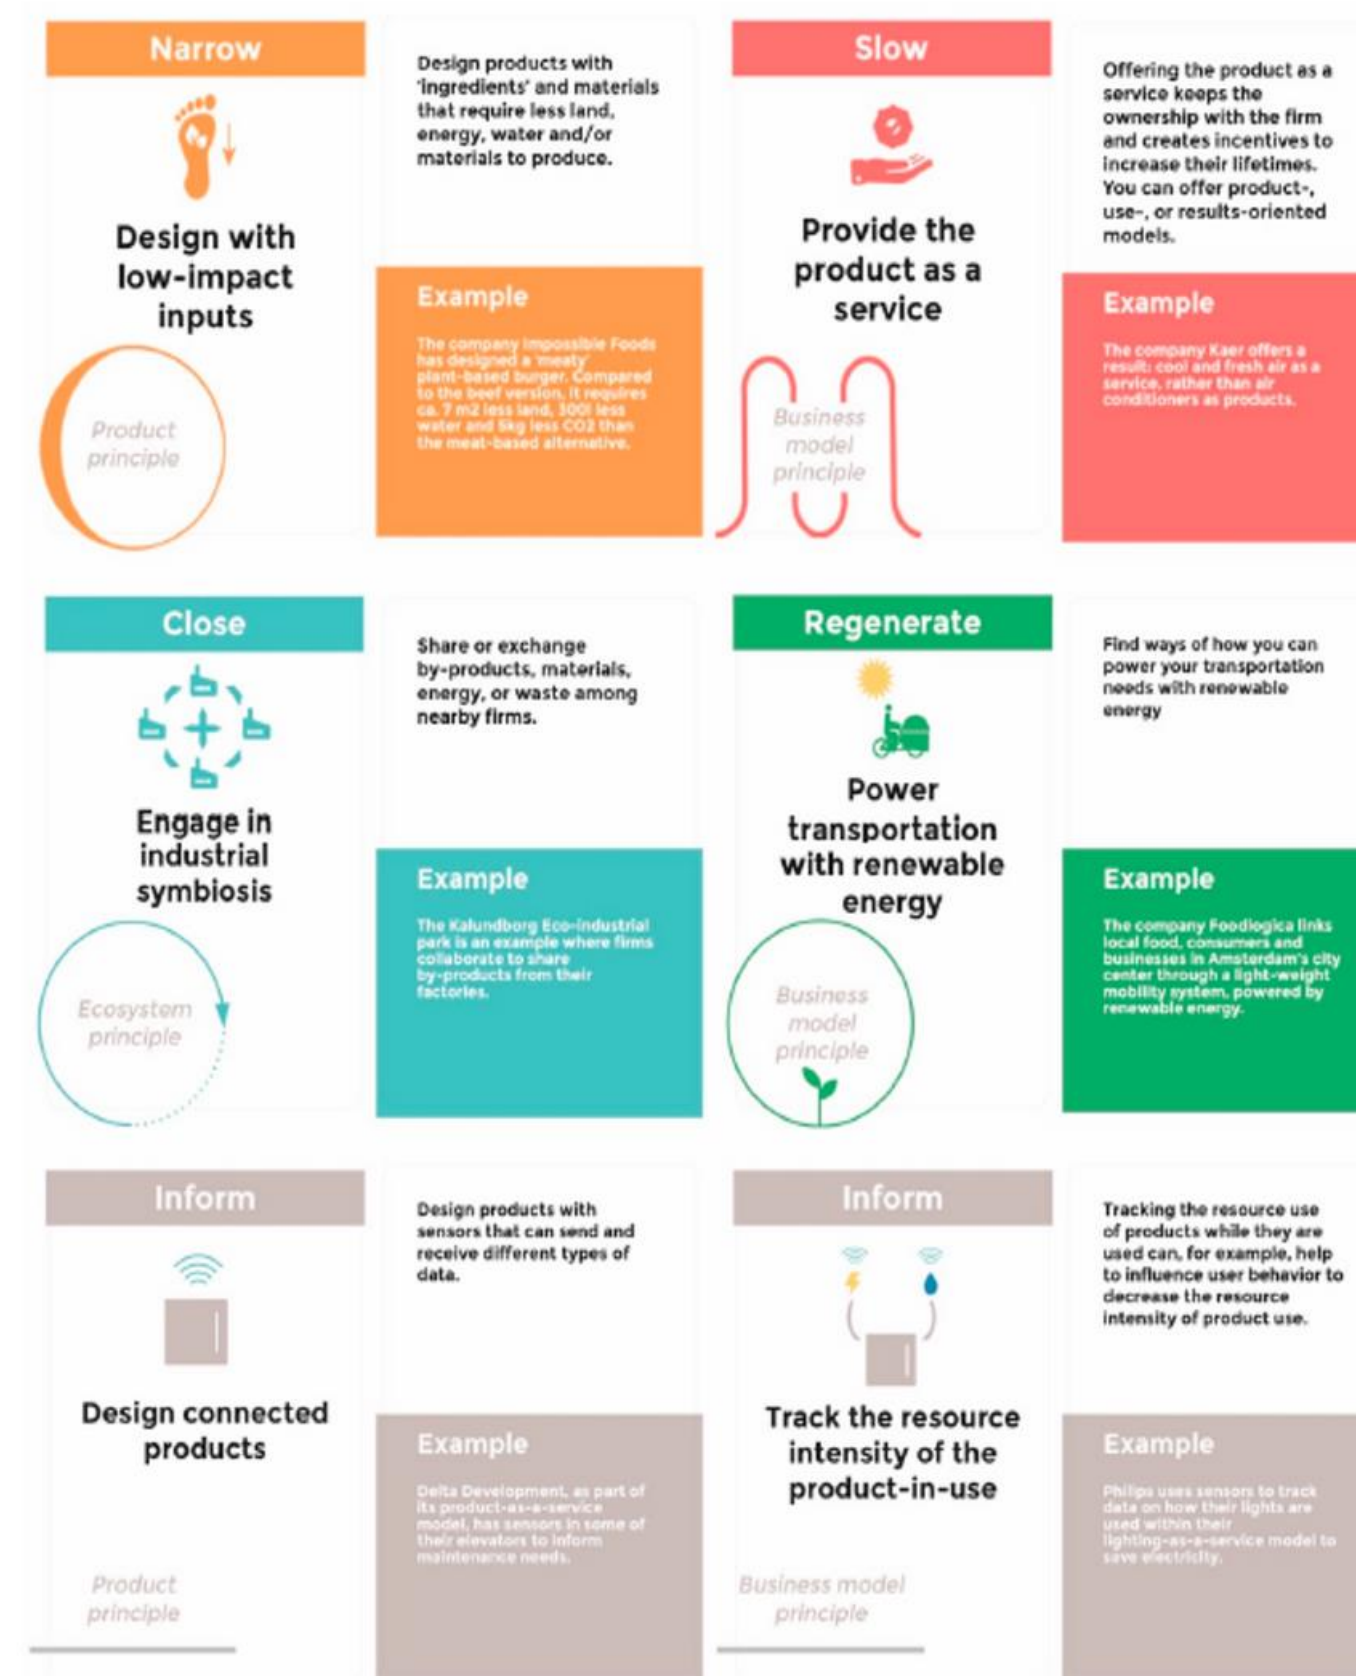 Narrow
Design with
low-impact
inputs
Product
principle
Design products with
'ingredients' and materials
that require less land,
energy, water and/or
materials to produce.
Example
The company Impossible Foods
has designed a 'meaty'
plant-based burger. Compared
to the beef version, it requires
ca. 7 m2 less land, 300l less
water and 5kg less CO2 than
the meat-based alternative.
Slow
Provide the
product as a
service
Business
model
principle
Offering the product as a
service keeps the
ownership with the firm
and creates incentives to
increase their lifetimes.
You can offer product-,
use-, or results-oriented
models.
Example
The company Kaer offers a
result: cool and fresh air as a
service, rather than air
conditioners as products.
Close
Engage in
industrial
symbiosis
Ecosystem
principle
Share or exchange
by-products, materials,
energy, or waste among
nearby firms.
Example
The Kalundborg Eco-industrial
park is an example where firms
collaborate to share
by-products from their
factories.
Regenerate
Power
transportation
with renewable
energy
Business
model
principle
Find ways of how you can
power your transportation
needs with renewable
energy
Example
The company Foodlogica links
local food, consumers and
businesses in Amsterdam's city
center through a light-weight
mobility system, powered by
renewable energy.
Inform
Design connected
products
Product
principle
Design products with
sensors that can send and
receive different types of
data.
Example
Delta Development, as part of
its product-as-a-service
model, has sensors in some of
their elevators to inform
maintenance needs.
Inform
Track the resource
intensity of the
product-in-use
Business model
principle
Tracking the resource use
of products while they are
used can, for example, help
to influence user behavior to
decrease the resource
intensity of product use.
Example
Philips uses sensors to track
data on how their lights are
used within their
lighting-as-a-service model to
save electricity.